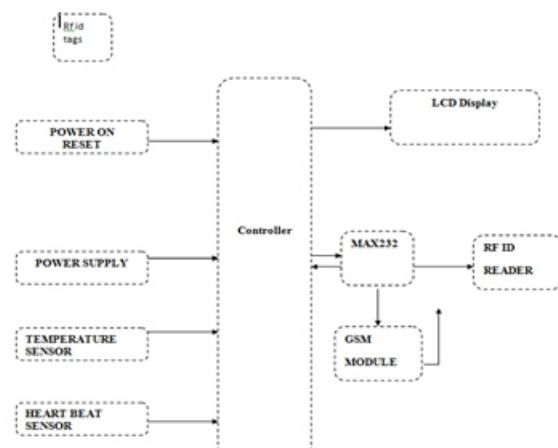 Rfid
tags
LCD Display
POWER ON
RESET
Controller
MAX232
RF ID
READER
POWER SUPPLY
TEMPERATURE
SENSOR
GSM
MODULE
HEART BEAT
SENSOR